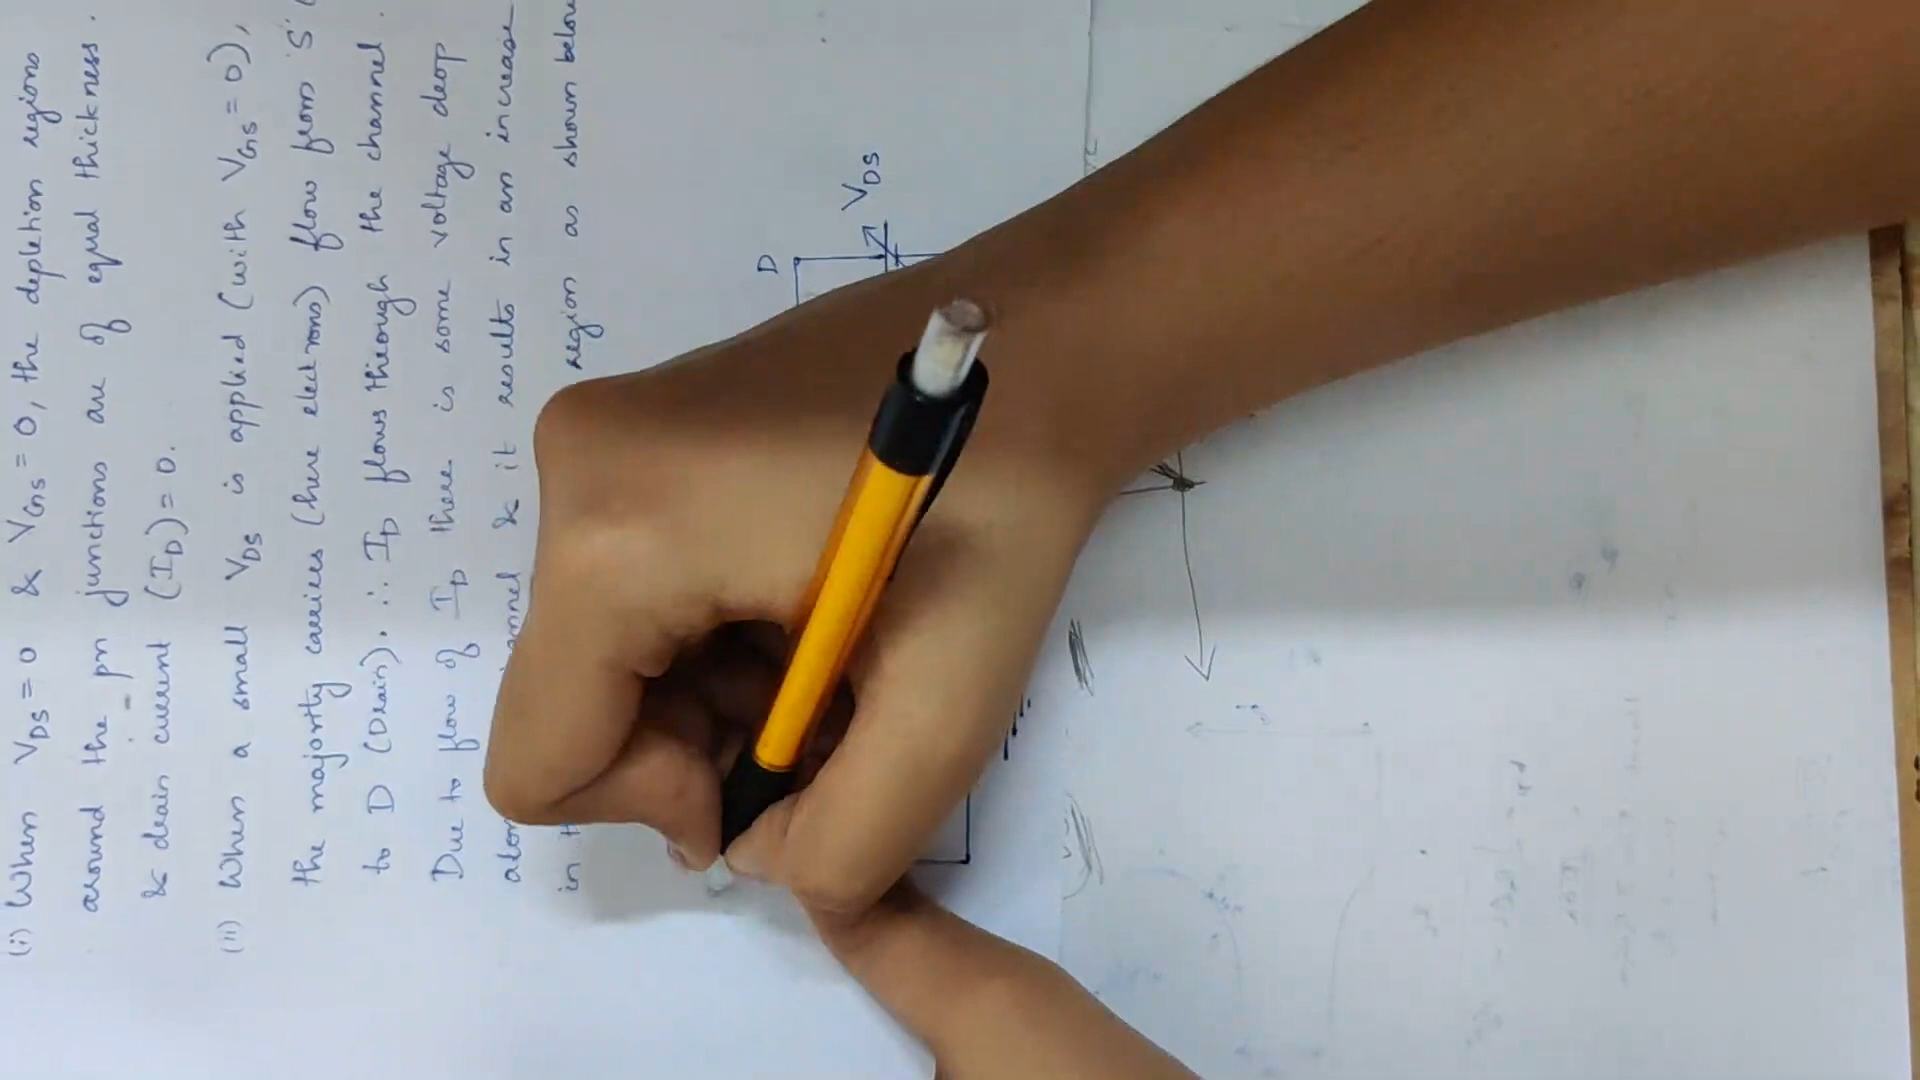 (i) When VDS = 0 & VGS = 0, the depletion regions
around the pn junctions are of equal thickness.
& drain current (ID) = 0.
(ii) When a small VDS is applied (with VGS = 0),
the majority carriers (here electrons) flow from 'S'
to D (Drain). ∴ ID flows through the channel.
Due to flow of ID there is some voltage drop
& it results in an increase
region as shown below
D
VDS